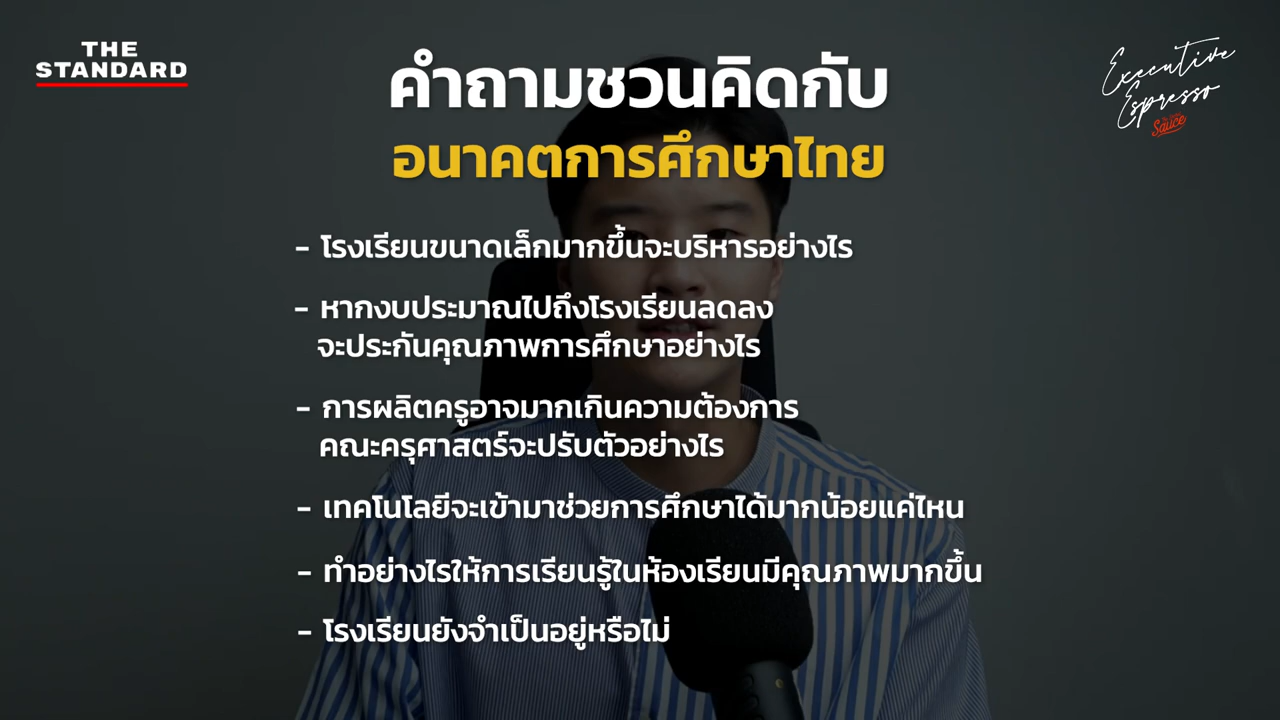 THE
STANDARD
Executive
Espresso
Sauce
คำถามชวนคิดกับ
อนาคตการศึกษาไทย
- โรงเรียนขนาดเล็กมากขึ้นจะบริหารอย่างไร
- หากงบประมาณไปถึงโรงเรียนลดลง
จะประกันคุณภาพการศึกษาอย่างไร
- การผลิตครูอาจมากเกินความต้องการ
คณะครุศาสตร์จะปรับตัวอย่างไร
- เทคโนโลยีจะเข้ามาช่วยการศึกษาได้มากน้อยแค่ไหน
- ทำอย่างไรให้การเรียนรู้ในห้องเรียนมีคุณภาพมากขึ้น
- โรงเรียนยังจำเป็นอยู่หรือไม่